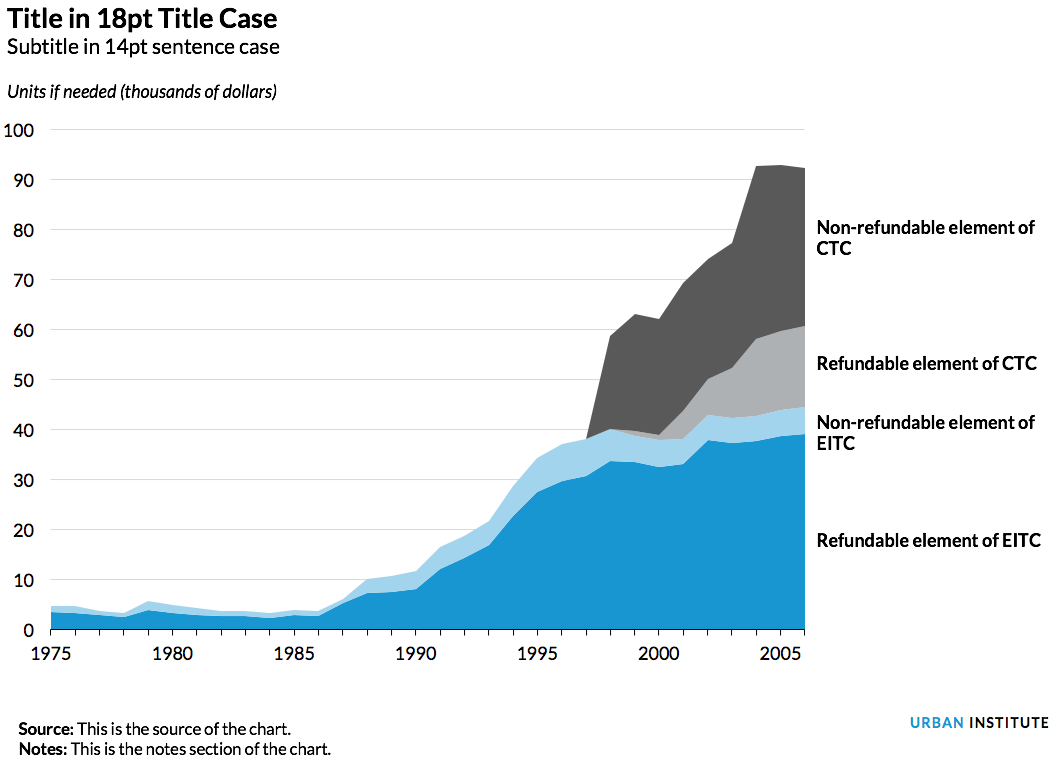 Title in 18pt Title Case
Subtitle in 14pt sentence case
Units if needed (thousands of dollars)
100
90
80
70
60
50
40
30
20
10
0
1975 1980 1985 1990 1995 2000 2005
Non-refundable element of
CTC
Refundable element of CTC
Non-refundable element of
EITC
Refundable element of EITC
Source: This is the source of the chart.
Notes: This is the notes section of the chart.
URBAN INSTITUTE